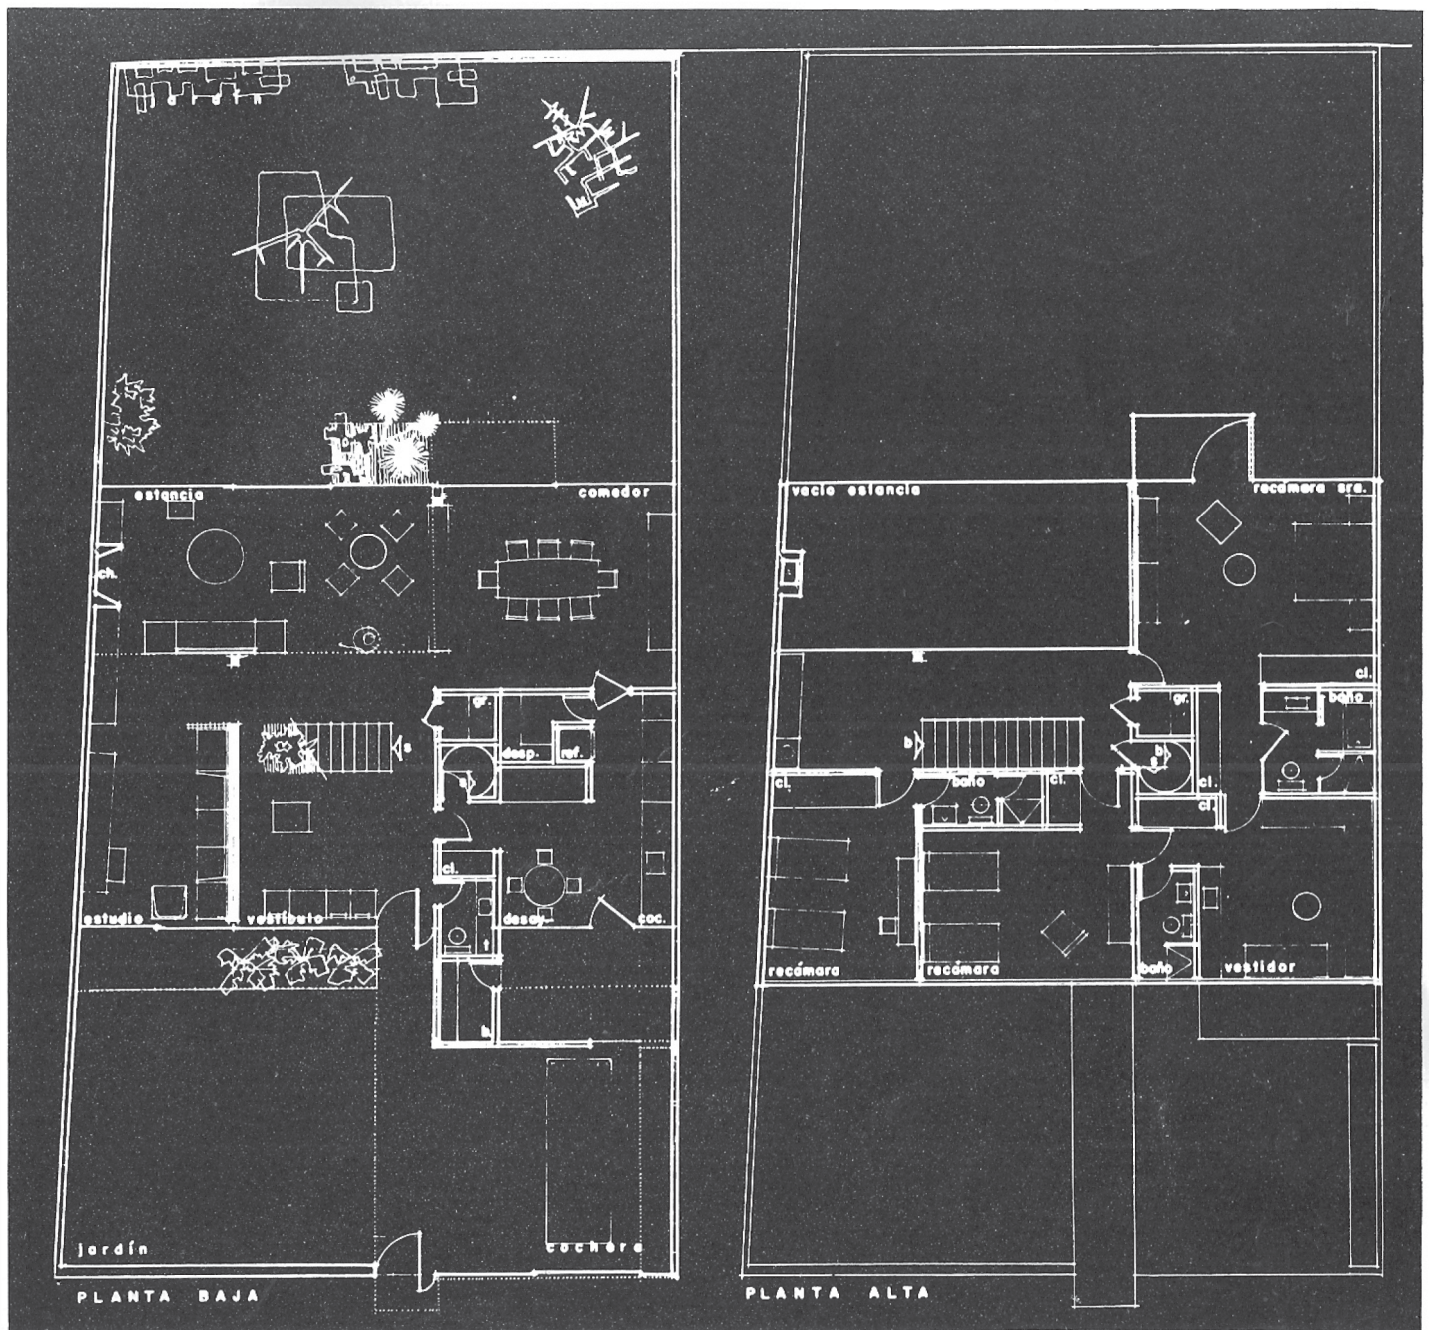 jardín
estancia
comedor
ch.
gr.
s
desp.
ref.
s
cl.
estudio
vestíbulo
desay.
coc.
t
jardín
cochera
PLANTA BAJA
vacío estancia
recámara sra.
cl.
gr.
baño
b
b
s
cl.
baño
cl.
cl.
cl.
recámara
recámara
baño
vestidor
PLANTA ALTA